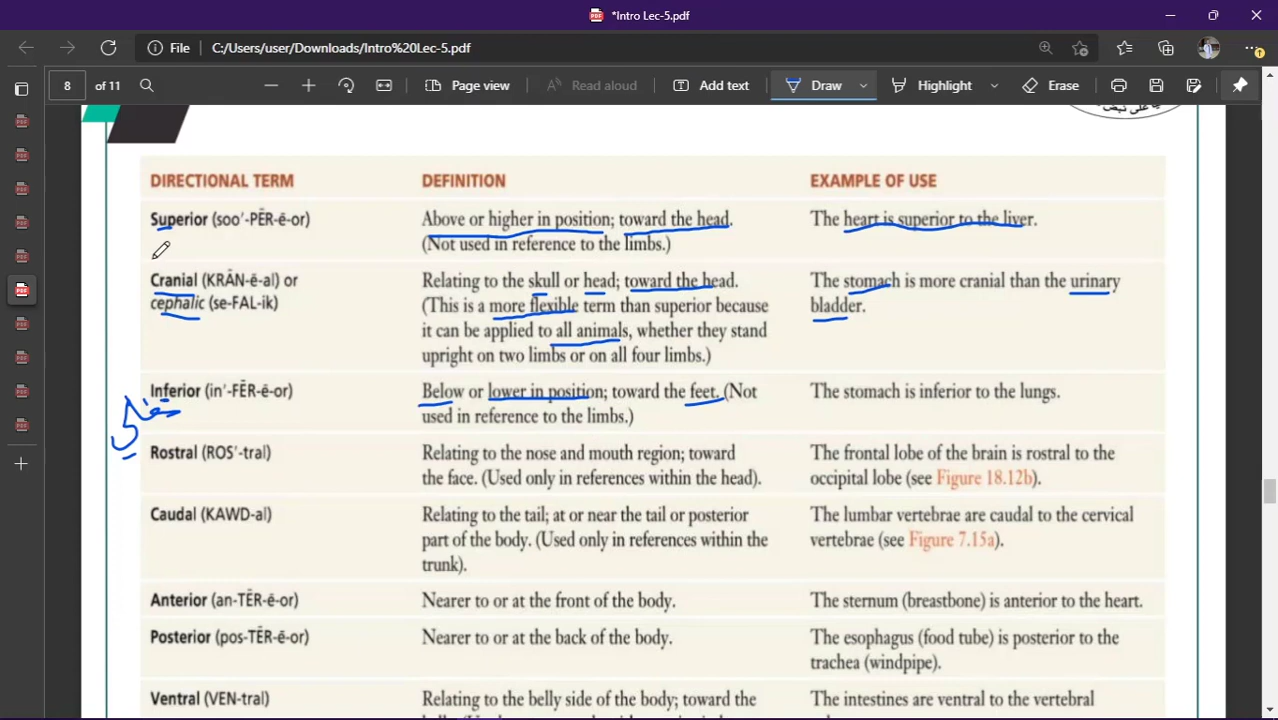 *Intro Lec-5.pdf
File C:/Users/user/Downloads/Intro%20Lec-5.pdf
8 of 11 Page view Read aloud Add text Draw Highlight Erase
DIRECTIONAL TERM DEFINITION EXAMPLE OF USE
Superior (soo′-PĒR-ē-or) Above or higher in position; toward the head. The heart is superior to the liver.
(Not used in reference to the limbs.)
Cranial (KRĀN-ē-al) or Relating to the skull or head; toward the head. The stomach is more cranial than the urinary
cephalic (se-FAL-ik) (This is a more flexible term than superior because bladder.
it can be applied to all animals, whether they stand
upright on two limbs or on all four limbs.)
Inferior (in′-FĒR-ē-or) Below or lower in position; toward the feet. (Not The stomach is inferior to the lungs.
used in reference to the limbs.)
Rostral (ROS′-tral) Relating to the nose and mouth region; toward The frontal lobe of the brain is rostral to the
the face. (Used only in references within the head). occipital lobe (see Figure 18.12b).
Caudal (KAWD-al) Relating to the tail; at or near the tail or posterior The lumbar vertebrae are caudal to the cervical
part of the body. (Used only in references within the vertebrae (see Figure 7.15a).
trunk).
Anterior (an-TĒR-ē-or) Nearer to or at the front of the body. The sternum (breastbone) is anterior to the heart.
Posterior (pos-TĒR-ē-or) Nearer to or at the back of the body. The esophagus (food tube) is posterior to the
trachea (windpipe).
Ventral (VEN-tral) Relating to the belly side of the body; toward the The intestines are ventral to the vertebral